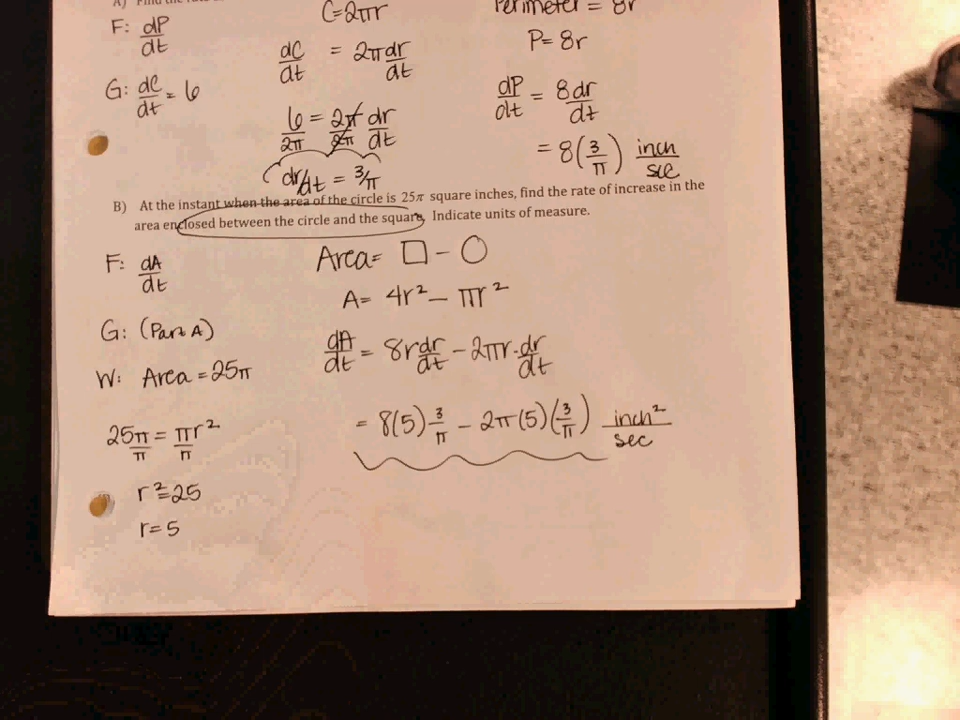 C=2πr
Perimeter = 8r
F: dP/dt
P= 8r
dC/dt = 2π dr/dt
G: dC/dt = 6
dP/dt = 8dr/dt
6/2π = 2π/2π dr/dt
= 8(3/π) inch/sec
dr/dt = 3/π
B) At the instant when the area of the circle is 25π square inches, find the rate of increase in the
area enclosed between the circle and the square. Indicate units of measure.
F: dA/dt
Area= □ - ○
A= 4r² - πr²
G: (Part A)
dA/dt = 8r dr/dt - 2πr·dr/dt
W: Area = 25π
= 8(5) 3/π - 2π(5)(3/π) inch²/sec
25π/π = πr²/π
r²=25
r=5